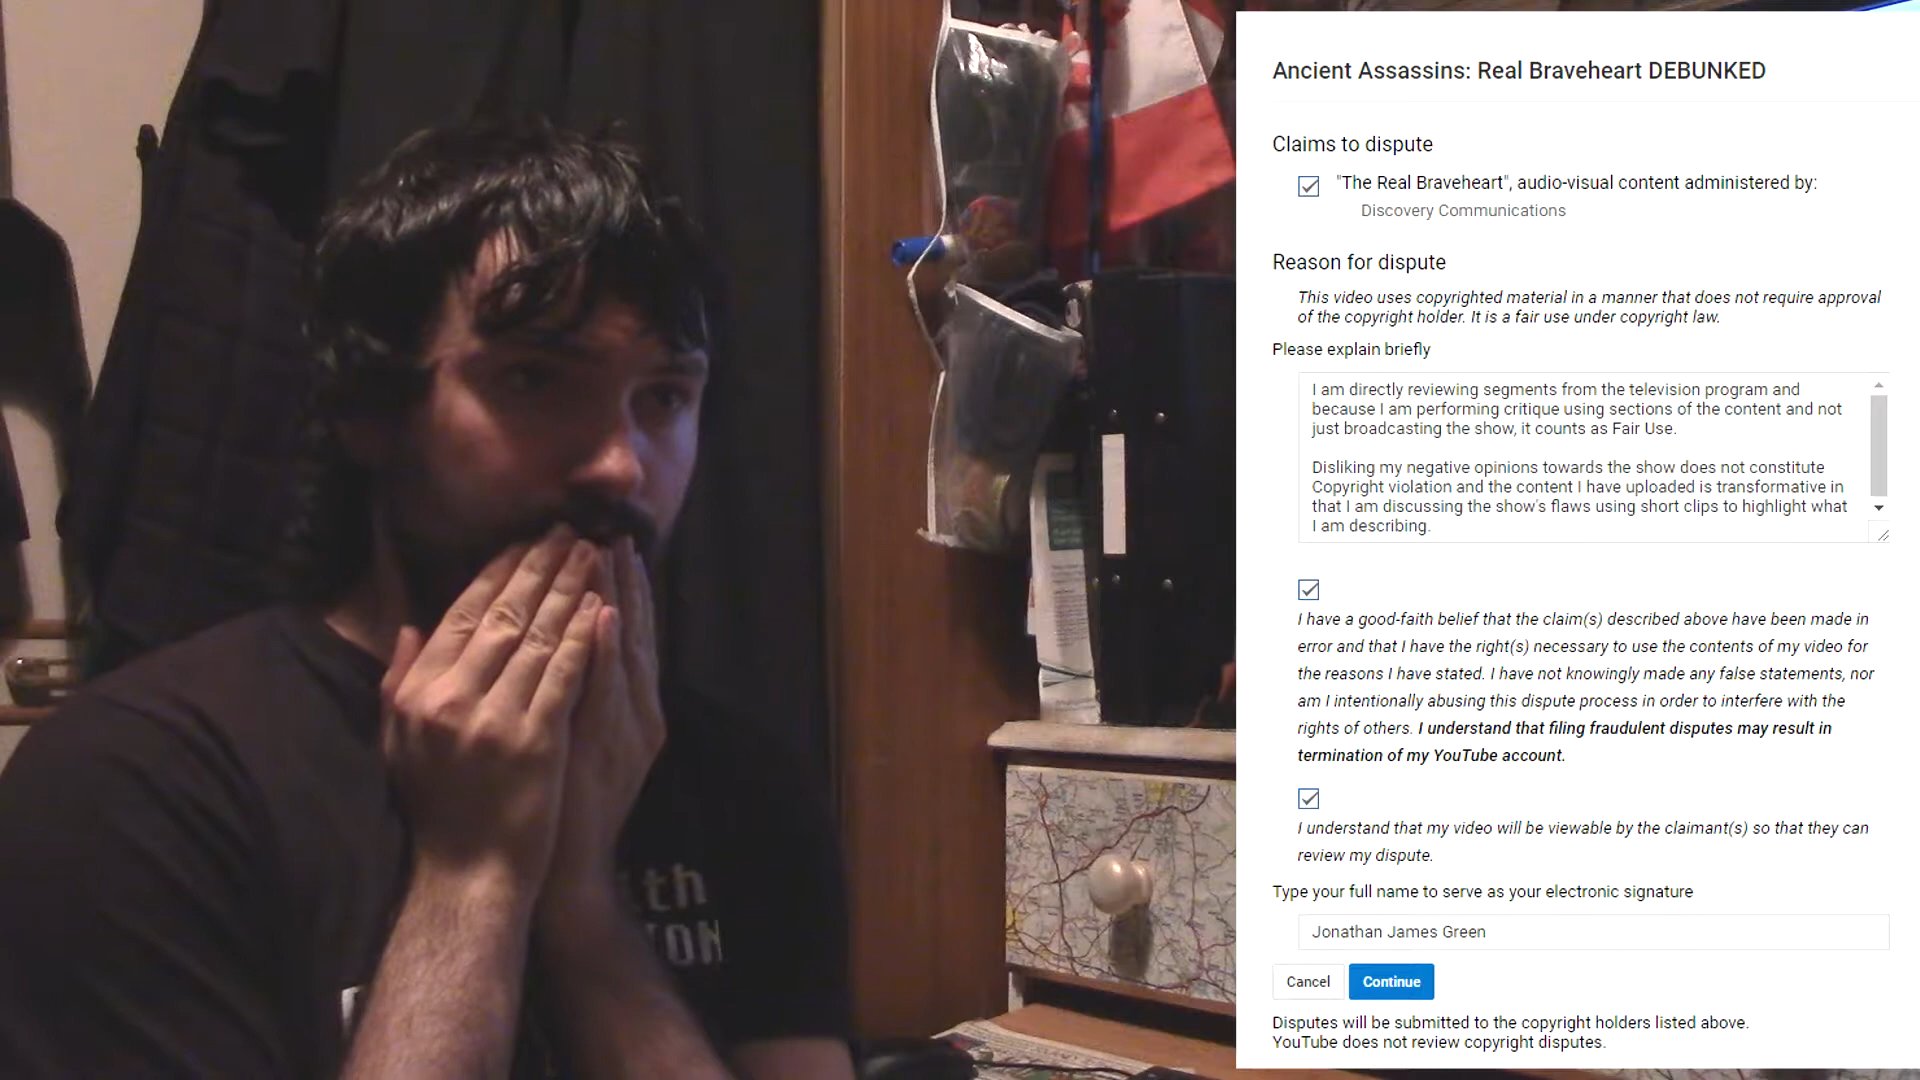 Ancient Assassins: Real Braveheart DEBUNKED
Claims to dispute
"The Real Braveheart", audio-visual content administered by:
Discovery Communications
Reason for dispute
This video uses copyrighted material in a manner that does not require approval
of the copyright holder. It is a fair use under copyright law.
Please explain briefly
I am directly reviewing segments from the television program and
because I am performing critique using sections of the content and not
just broadcasting the show, it counts as Fair Use.
Disliking my negative opinions towards the show does not constitute
Copyright violation and the content I have uploaded is transformative in
that I am discussing the show's flaws using short clips to highlight what
I am describing.
I have a good-faith belief that the claim(s) described above have been made in
error and that I have the right(s) necessary to use the contents of my video for
the reasons I have stated. I have not knowingly made any false statements, nor
am I intentionally abusing this dispute process in order to interfere with the
rights of others. I understand that filing fraudulent disputes may result in
termination of my YouTube account.
I understand that my video will be viewable by the claimant(s) so that they can
review my dispute.
Type your full name to serve as your electronic signature
Jonathan James Green
Cancel Continue
Disputes will be submitted to the copyright holders listed above.
YouTube does not review copyright disputes.